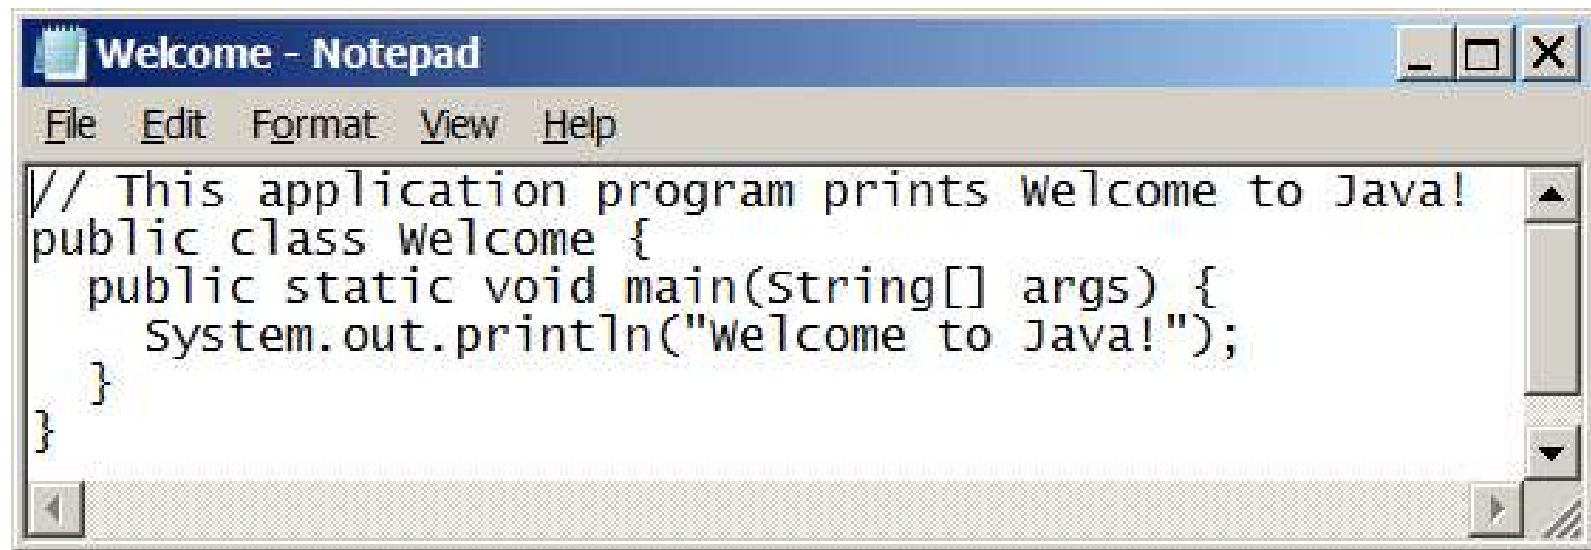 Welcome - Notepad
File Edit Format View Help
// This application program prints Welcome to Java!
public class Welcome {
  public static void main(String[] args) {
    System.out.println("Welcome to Java!");
  }
}